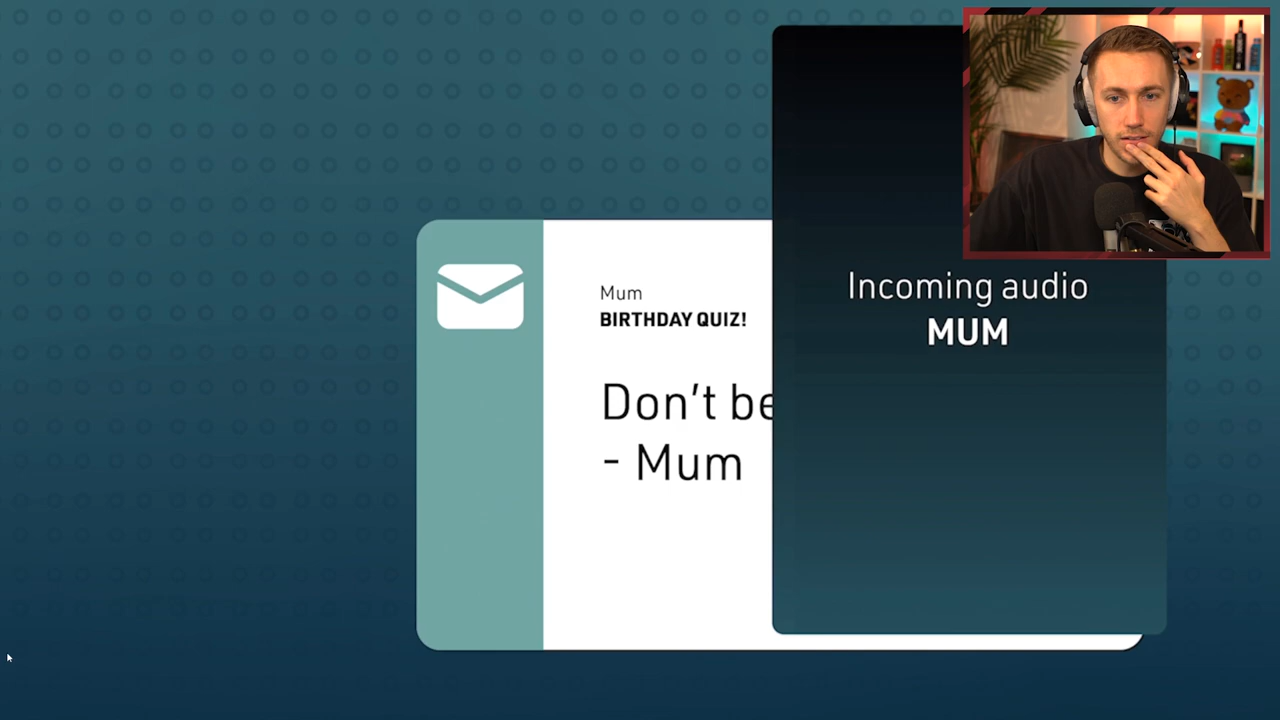 Mum
BIRTHDAY QUIZ!
Don't be
- Mum
Incoming audio
MUM